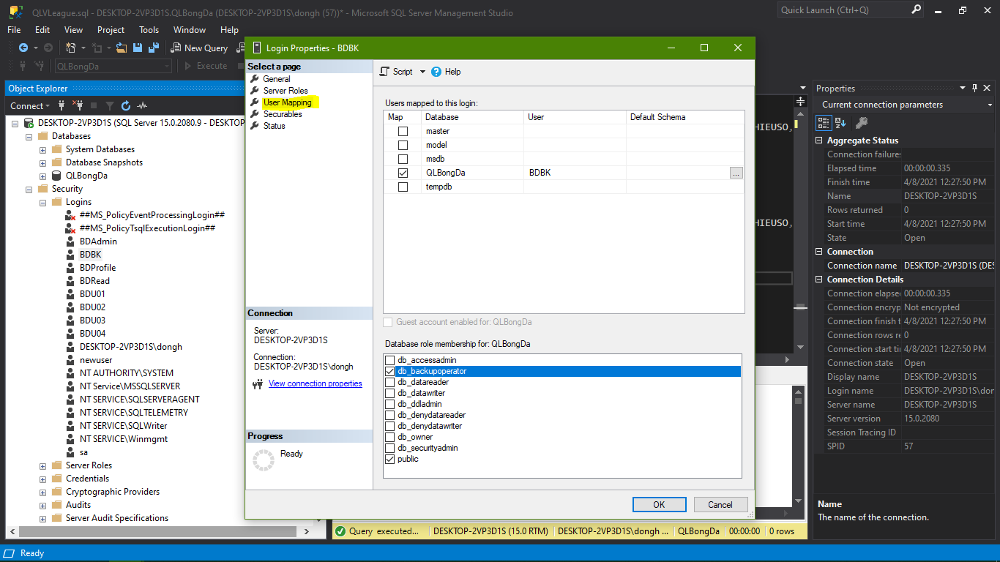 QLVLeague.sql - DESKTOP-2VP3D1S.QLBongDa (DESKTOP-2VP3D1S\dongh (57))* - Microsoft SQL Server Management Studio
Quick Launch (Ctrl+Q)
File Edit View Project Tools Window Help
New Query
QLBongDa
Execute
Object Explorer
Connect
DESKTOP-2VP3D1S (SQL Server 15.0.2080.9 - DESKTOP
Databases
System Databases
Database Snapshots
QLBongDa
Security
Logins
##MS_PolicyEventProcessingLogin##
##MS_PolicyTsqlExecutionLogin##
BDAdmin
BDBK
BDProfile
BDRead
BDU01
BDU02
BDU03
BDU04
DESKTOP-2VP3D1S\dongh
newuser
NT AUTHORITY\SYSTEM
NT Service\MSSQLSERVER
NT SERVICE\SQLSERVERAGENT
NT SERVICE\SQLTELEMETRY
NT SERVICE\SQLWriter
NT SERVICE\Winmgmt
sa
Server Roles
Credentials
Cryptographic Providers
Audits
Server Audit Specifications
Login Properties - BDBK
Select a page
General
Server Roles
User Mapping
Securables
Status
Connection
Server:
DESKTOP-2VP3D1S
Connection:
DESKTOP-2VP3D1S\dongh
View connection properties
Progress
Ready
Script
Help
Users mapped to this login:
Map Database User Default Schema
master
model
msdb
QLBongDa BDBK ...
tempdb
Guest account enabled for: QLBongDa
Database role membership for: QLBongDa
db_accessadmin
db_backupoperator
db_datareader
db_datawriter
db_ddladmin
db_denydatareader
db_denydatawriter
db_owner
db_securityadmin
public
OK
Cancel
HIEUSO,
HIEUSO,
Query executed... DESKTOP-2VP3D1S (15.0 RTM) DESKTOP-2VP3D1S\dongh ... QLBongDa 00:00:00 0 rows
Properties
Current connection parameters
Aggregate Status
Connection failures
Elapsed time 00:00:00.335
Finish time 4/8/2021 12:27:50 PM
Name DESKTOP-2VP3D1S
Rows returned 0
Start time 4/8/2021 12:27:50 PM
State Open
Connection
Connection name DESKTOP-2VP3D1S (DES
Connection Details
Connection elapse 00:00:00.335
Connection encryp Not encrypted
Connection finish t 4/8/2021 12:27:50 PM
Connection rows re 0
Connection start tir 4/8/2021 12:27:50 PM
Connection state Open
Display name DESKTOP-2VP3D1S
Login name DESKTOP-2VP3D1S\don
Server name DESKTOP-2VP3D1S
Server version 15.0.2080
Session Tracing ID
SPID 57
Name
The name of the connection.
Ready